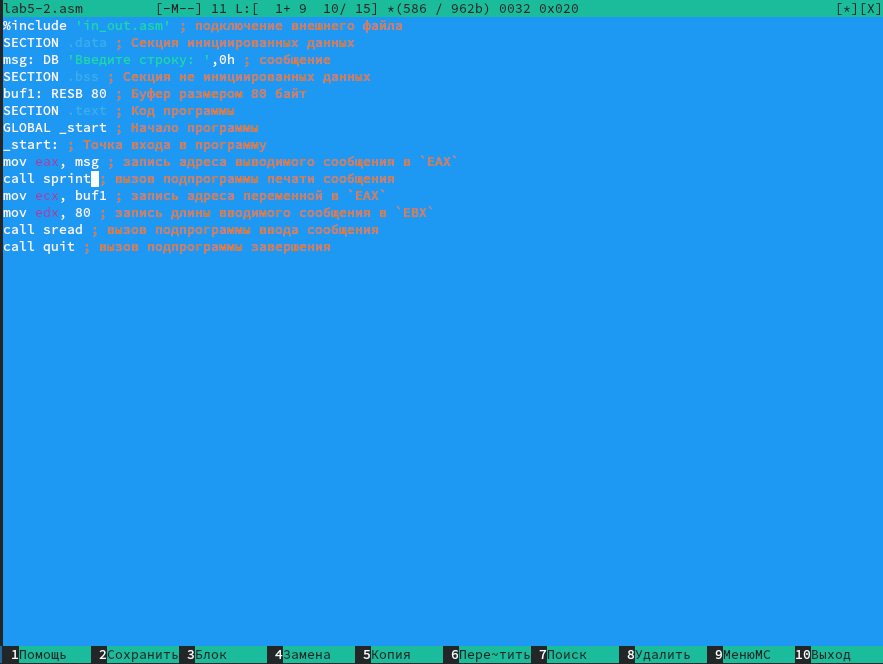 lab5-2.asm [-M--] 11 L:[ 1+ 9 10/ 15] *(586 / 962b) 0032 0x020 [*][X]
%include 'in_out.asm' ; подключение внешнего файла
SECTION .data ; Секция инициированных данных
msg: DB 'Введите строку: ',0h ; сообщение
SECTION .bss ; Секция не инициированных данных
buf1: RESB 80 ; Буфер размером 80 байт
SECTION .text ; Код программы
GLOBAL _start ; Начало программы
_start: ; Точка входа в программу
mov eax, msg ; запись адреса выводимого сообщения в `EAX`
call sprint ; вызов подпрограммы печати сообщения
mov ecx, buf1 ; запись адреса переменной в `EAX`
mov edx, 80 ; запись длины вводимого сообщения в `EBX`
call sread ; вызов подпрограммы ввода сообщения
call quit ; вызов подпрограммы завершения
1Помощь 2Сохранить 3Блок 4Замена 5Копия 6Пере~тить 7Поиск 8Удалить 9МенюMC 10Выход